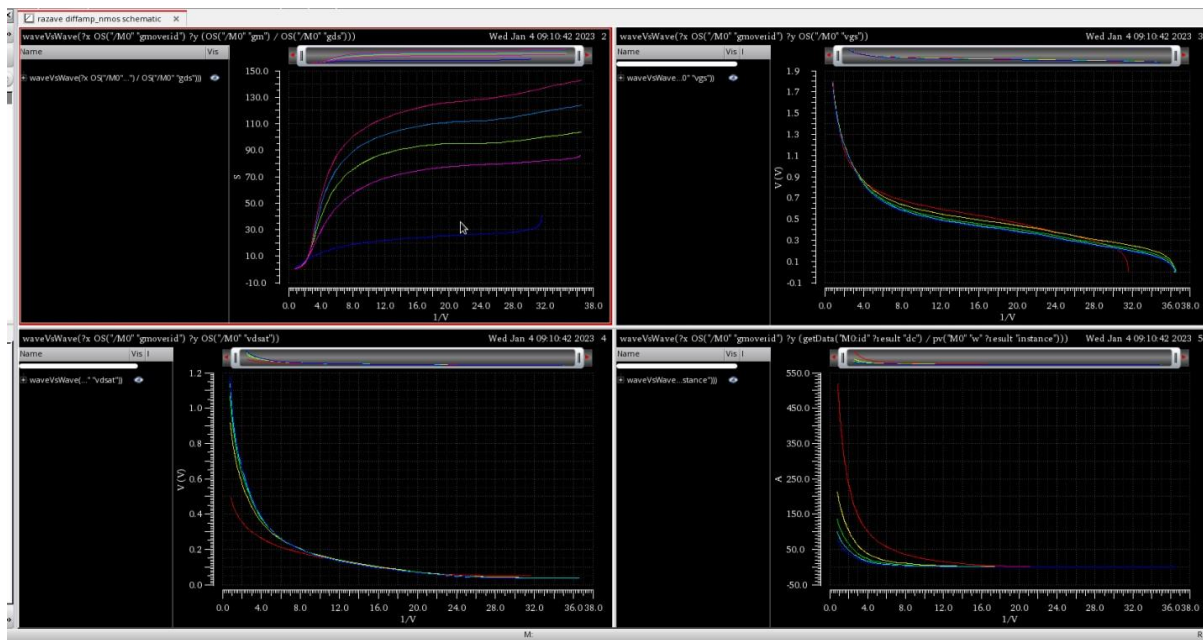 razave diffamp_nmos schematic
waveVsWave(?x OS("/M0" "gmoverid") ?y (OS("/M0" "gm") / OS("/M0" "gds")))
Wed Jan 4 09:10:42 2023 2
Name Vis
waveVsWave(?x OS("/M0"..."") / OS("/M0" "gds")))
150.0
130.0
110.0
90.0
70.0
50.0
30.0
10.0
-10.0
S
0.0 4.0 8.0 12.0 16.0 20.0 24.0 28.0 32.0 38.0
1/V
waveVsWave(?x OS("/M0" "gmoverid") ?y OS("/M0" "vgs"))
Wed Jan 4 09:10:42 2023 3
Name Vis I
waveVsWave...0" "vgs"))
1.9
1.7
1.5
1.3
1.1
0.9
0.7
0.5
0.3
0.1
-0.1
V (V)
0.0 4.0 8.0 12.0 16.0 20.0 24.0 28.0 32.0 36.0 38.0
1/V
waveVsWave(?x OS("/M0" "gmoverid") ?y OS("/M0" "vdsat"))
Wed Jan 4 09:10:42 2023 4
Name Vis I
waveVsWave(..." "vdsat"))
1.2
1.0
0.8
0.6
0.4
0.2
0.0
V (V)
0.0 4.0 8.0 12.0 16.0 20.0 24.0 28.0 32.0 36.0 38.0
1/V
waveVsWave(?x OS("/M0" "gmoverid") ?y (getData("M0:id" ?result "dc") / pv("M0" "w" ?result "instance")))
Wed Jan 4 09:10:42 2023 5
Name Vis I
waveVsWave...stance")))
550.0
450.0
350.0
250.0
150.0
50.0
-50.0
A
0.0 4.0 8.0 12.0 16.0 20.0 24.0 28.0 32.0 36.0 38.0
1/V
M: